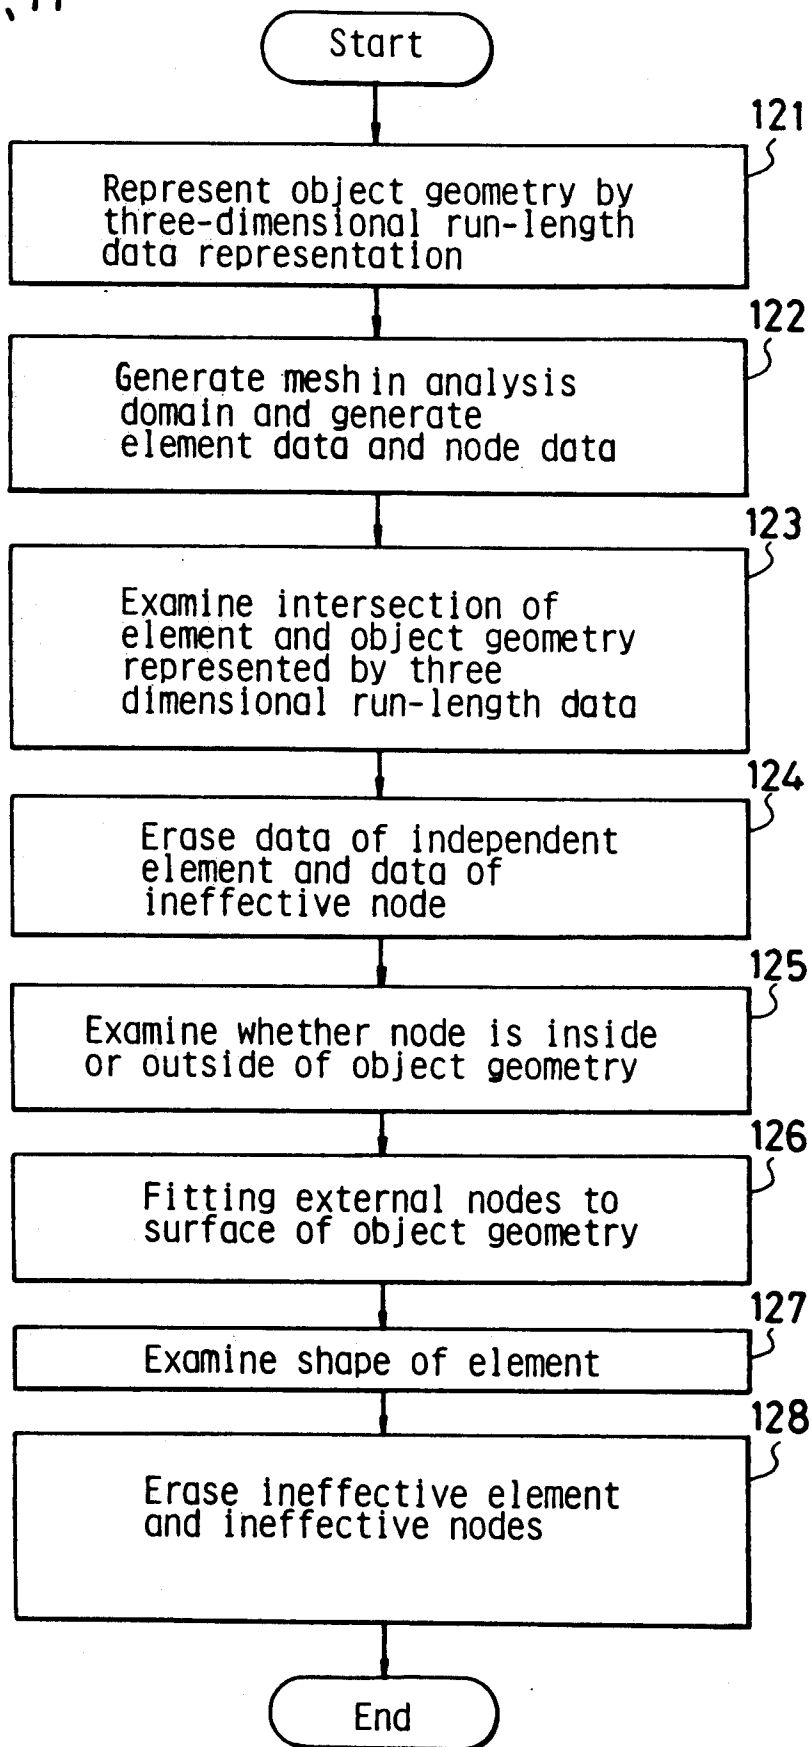 Start
121
Represent object geometry by
three-dimensional run-length
data representation
122
Generate mesh in analysis
domain and generate
element data and node data
123
Examine intersection of
element and object geometry
represented by three
dimensional run-length data
124
Erase data of independent
element and data of
ineffective node
125
Examine whether node is inside
or outside of object geometry
126
Fitting external nodes to
surface of object geometry
127
Examine shape of element
128
Erase ineffective element
and ineffective nodes
End